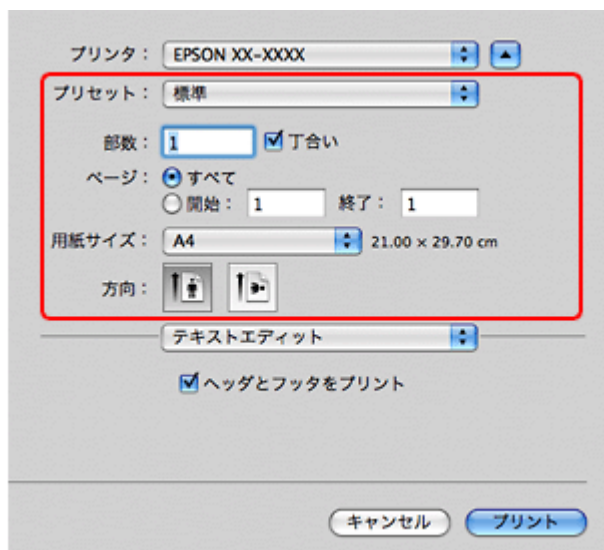 プリンタ： EPSON XX-XXXX
プリセット： 標準
部数： 1 丁合い
ページ： すべて
開始： 1 終了： 1
用紙サイズ： A4 21.00 × 29.70 cm
方向：
テキストエディット
ヘッダとフッタをプリント
キャンセル プリント